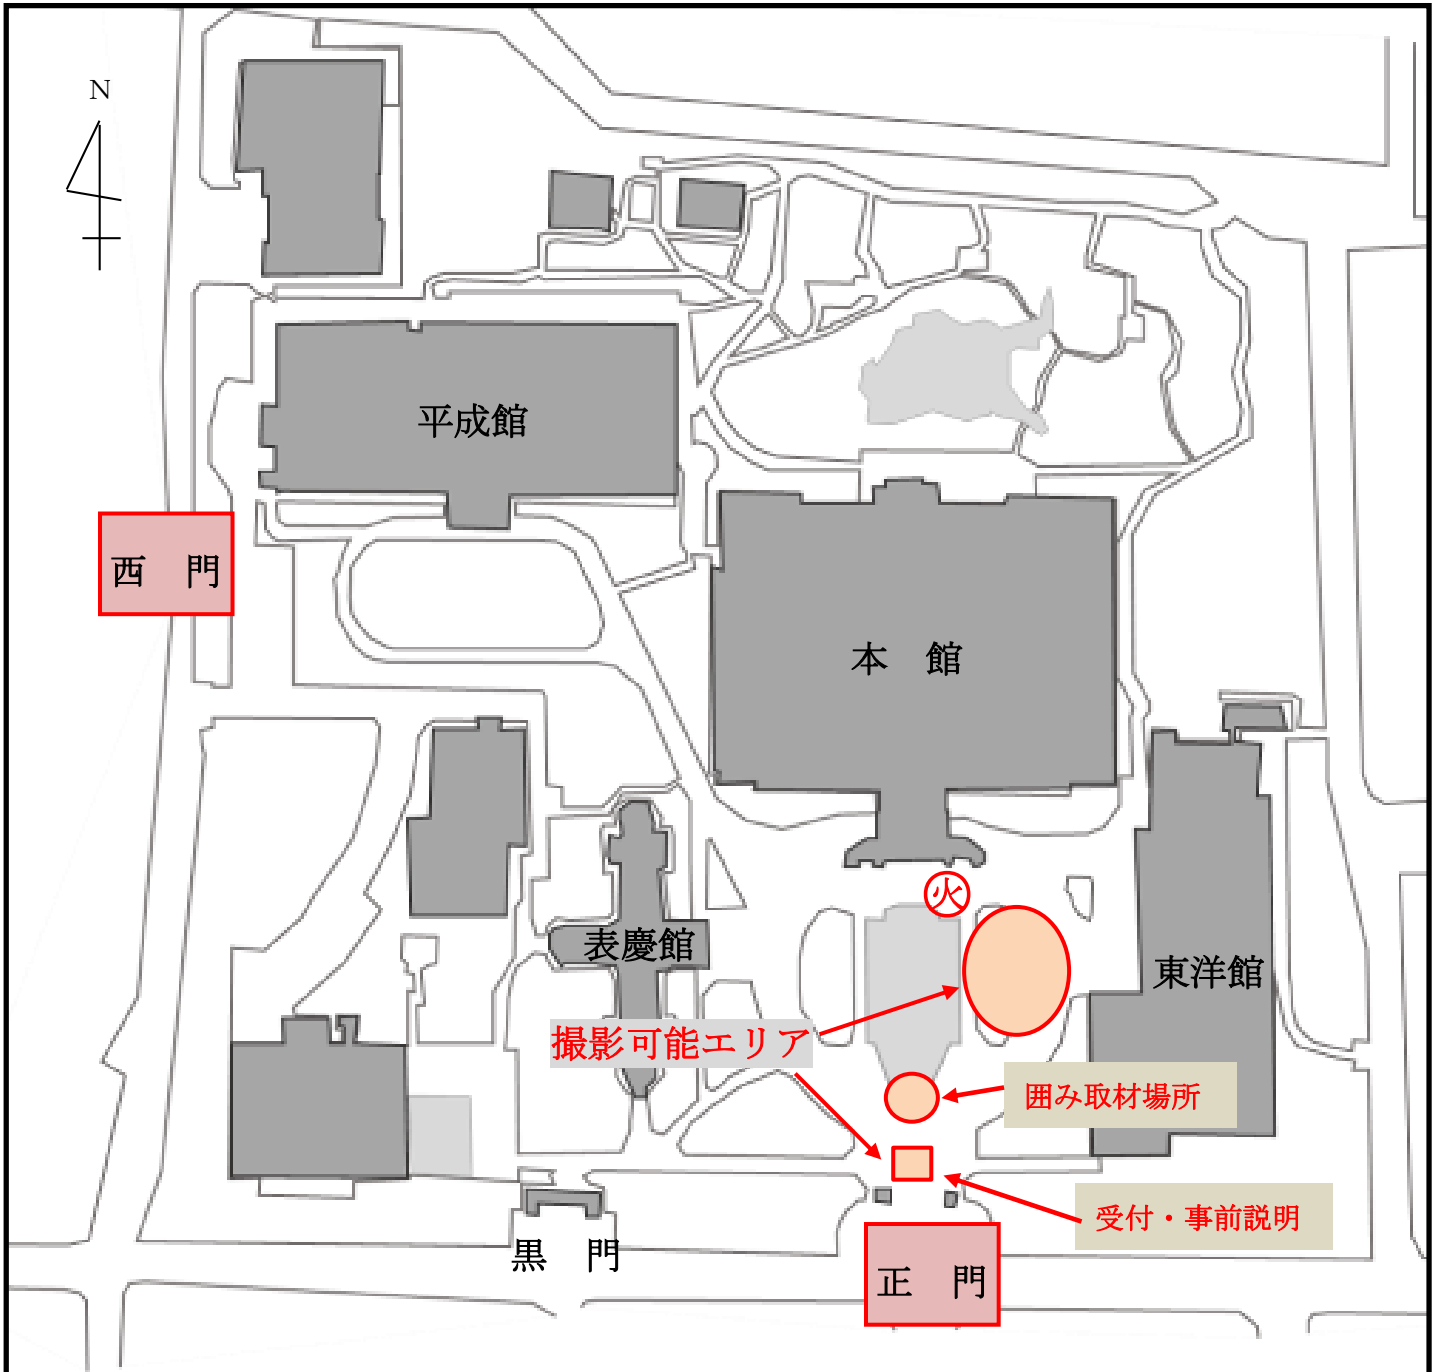 N
平成館
西 門
本 館
火
表慶館
東洋館
撮影可能エリア
囲み取材場所
受付・事前説明
黒 門
正 門